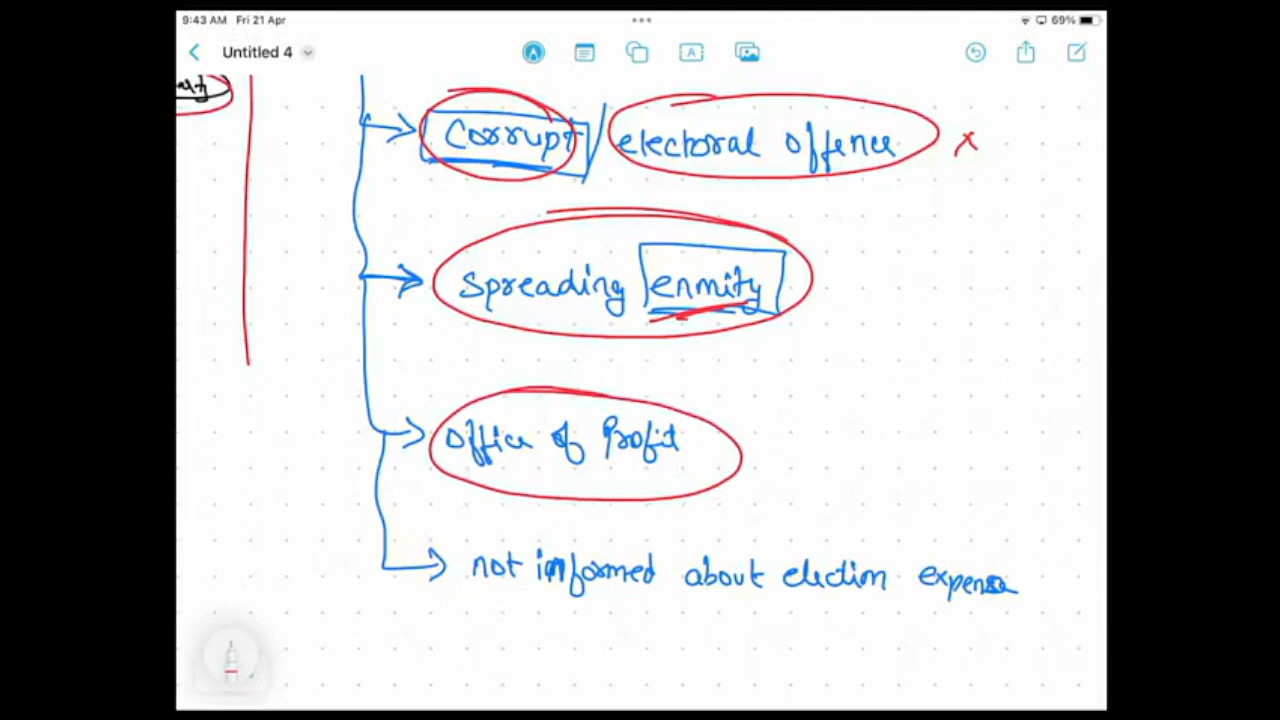 9:43 AM Fri 21 Apr
69%
Untitled 4
A
Corrupt / electoral offence x
Spreading enmity
Office of Profit
not informed about election expense